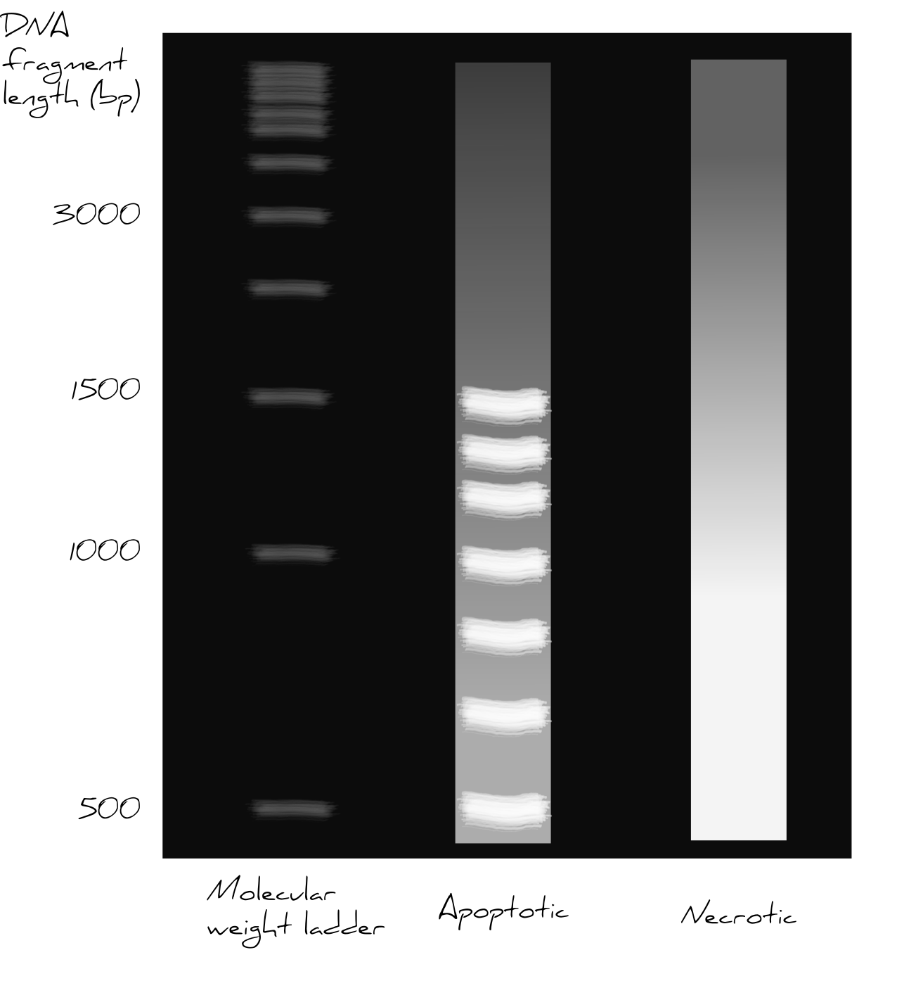 DNA
fragment
length (bp)
3000
1500
1000
500
Molecular
weight ladder
Apoptotic
Necrotic